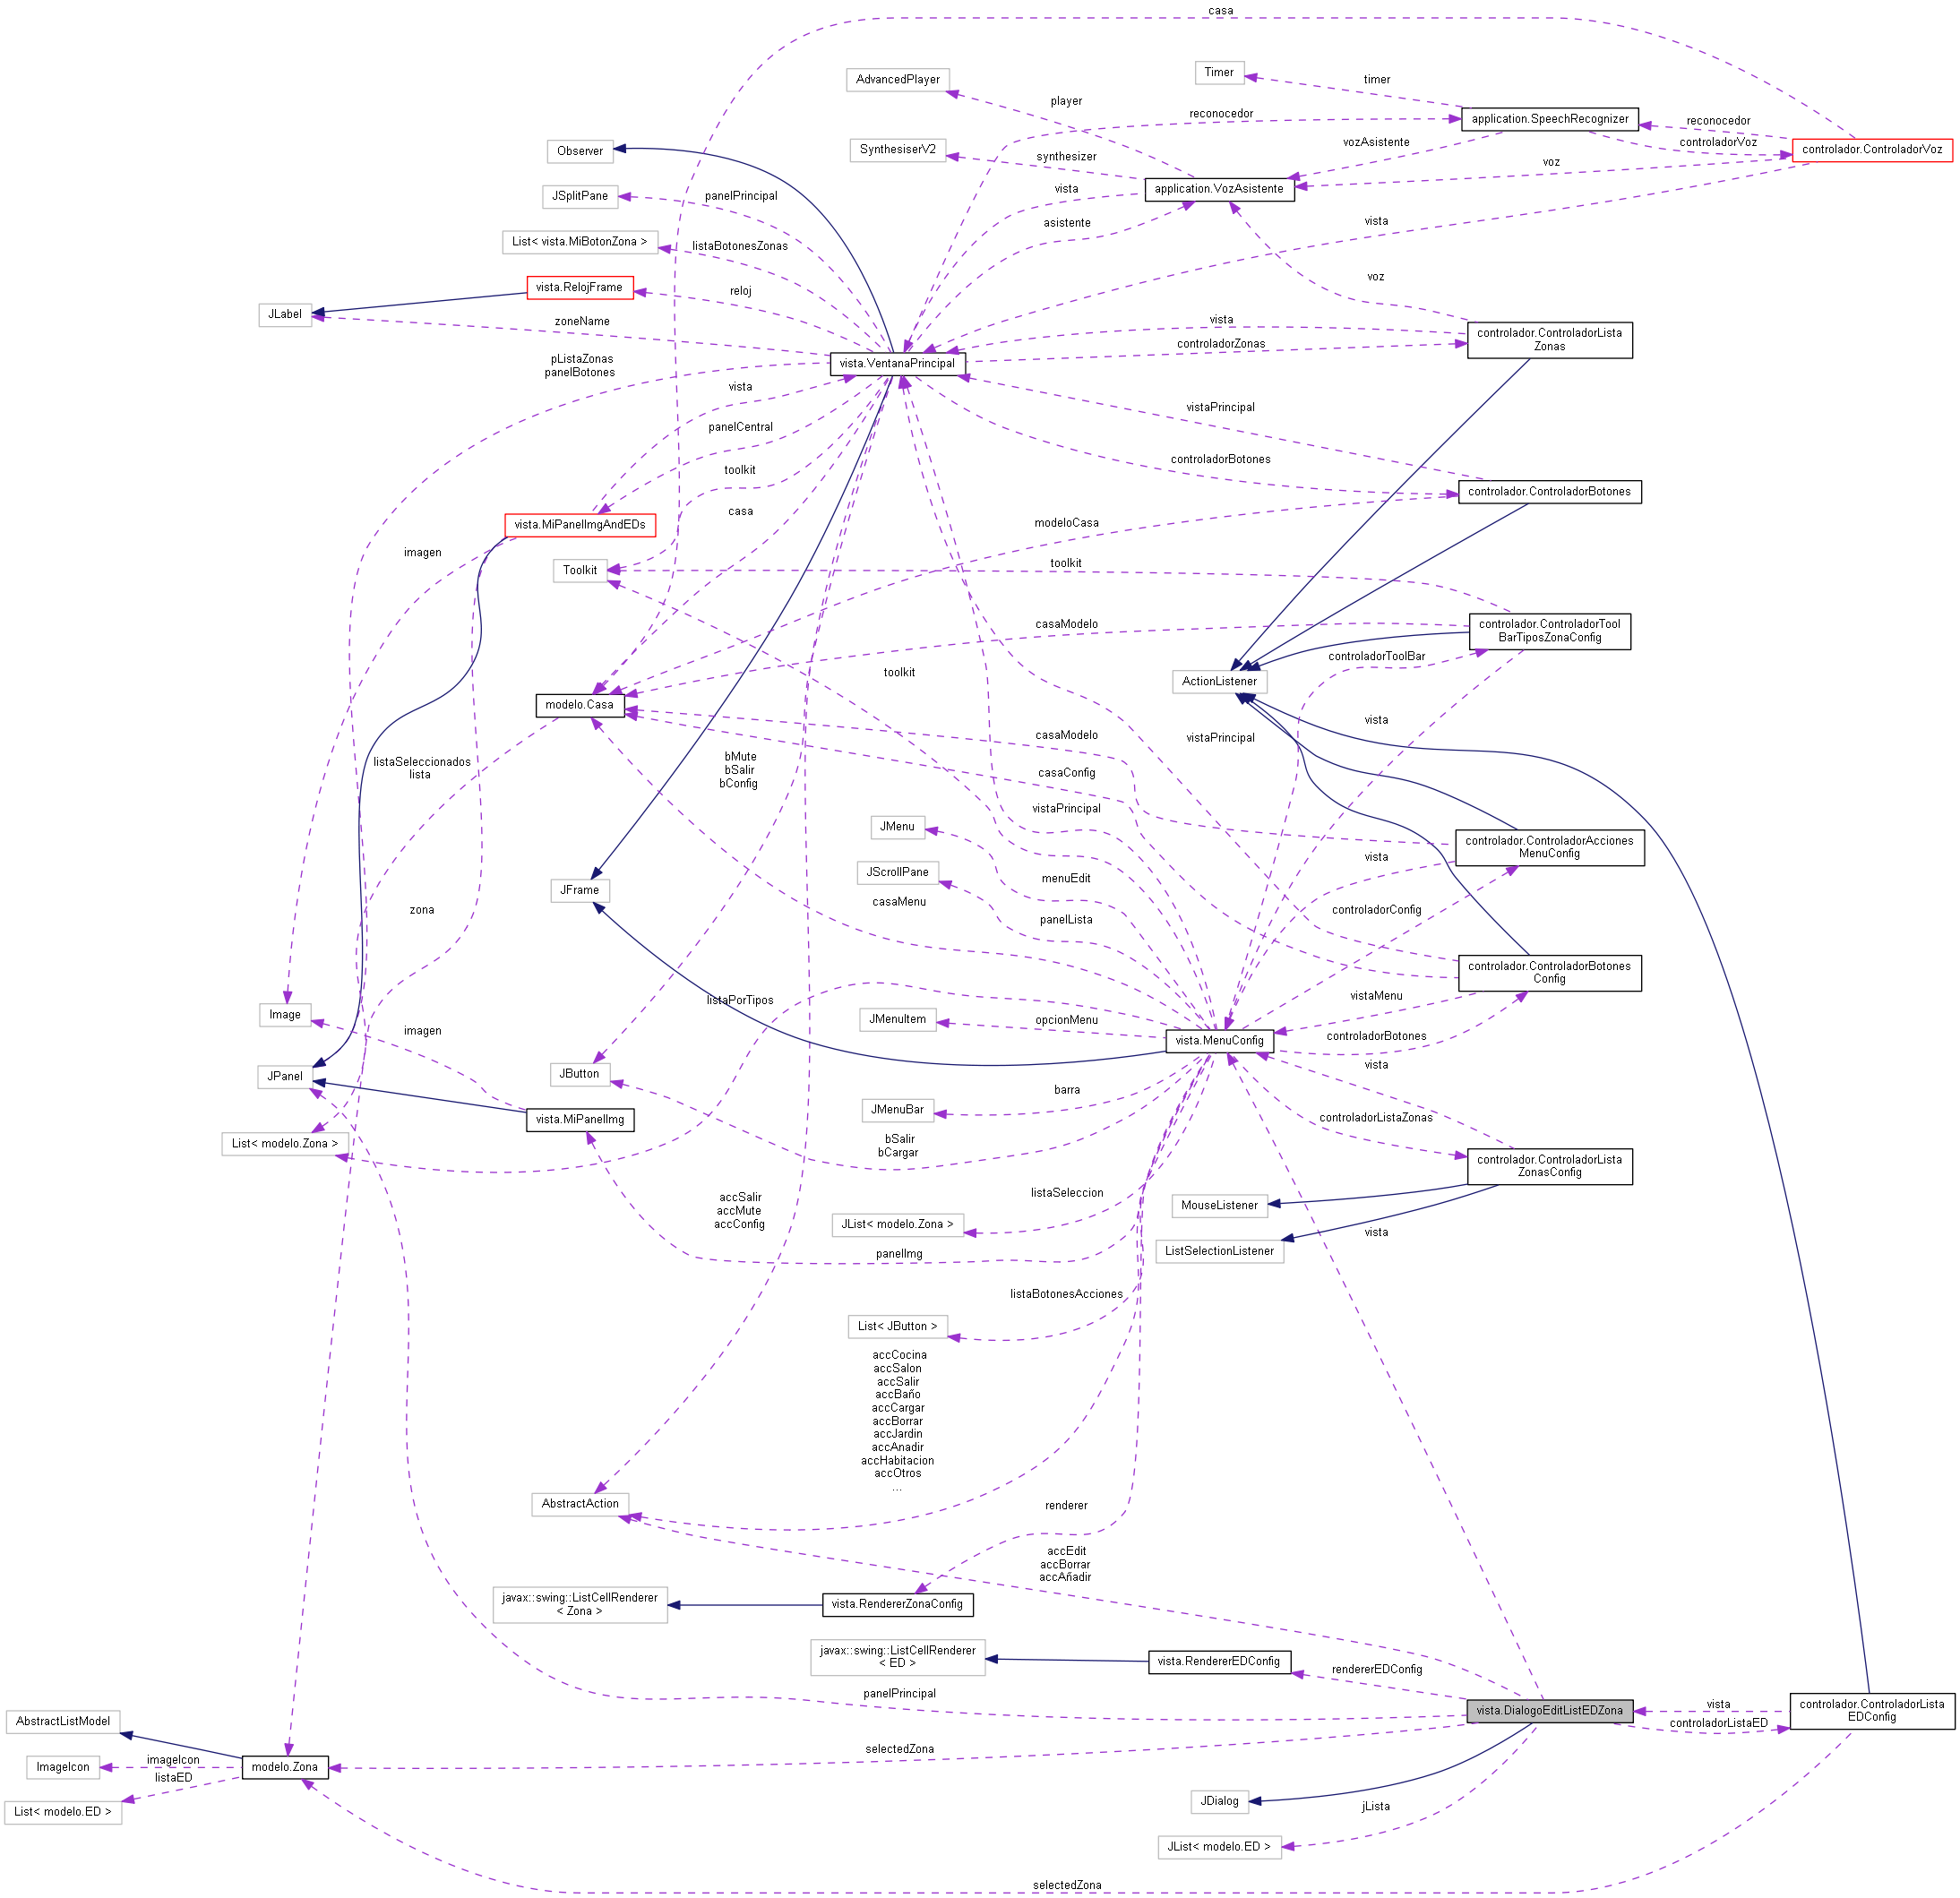 casa
Timer
timer
AdvancedPlayer
player
reconocedor
application.SpeechRecognizer
reconocedor
controladorVoz
controlador.ControladorVoz
Observer
SynthesiserV2
synthesizer
vozAsistente
voz
JSplitPane
panelPrincipal
vista
application.VozAsistente
asistente
vista
List< vista.MiBotonZona >
listaBotonesZonas
voz
vista.RelojFrame
reloj
JLabel
zoneName
vista
controlador.ControladorLista
Zonas
controladorZonas
pListaZonas
panelBotones
vista.VentanaPrincipal
vista
vistaPrincipal
panelCentral
controladorBotones
toolkit
controlador.ControladorBotones
casa
modeloCasa
vista.MiPanelImgAndEDs
imagen
Toolkit
toolkit
casaModelo
controlador.ControladorTool
BarTiposZonaConfig
controladorToolBar
toolkit
ActionListener
modelo.Casa
vista
casaModelo
vistaPrincipal
listaSeleccionados
lista
bMute
bSalir
bConfig
casaConfig
vistaPrincipal
JMenu
controlador.ControladorAcciones
MenuConfig
vista
JScrollPane
menuEdit
JFrame
casaMenu
zona
panelLista
controladorConfig
controlador.ControladorBotones
Config
listaPorTipos
vistaMenu
Image
JMenuItem
opcionMenu
imagen
vista.MenuConfig
controladorBotones
JPanel
JButton
vista
barra
JMenuBar
vista.MiPanelImg
controladorListaZonas
List< modelo.Zona >
bSalir
bCargar
controlador.ControladorLista
ZonasConfig
accSalir
accMute
accConfig
listaSeleccion
MouseListener
JList< modelo.Zona >
vista
panelImg
ListSelectionListener
listaBotonesAcciones
List< JButton >
accCocina
accSalon
accSalir
accBaño
accCargar
accBorrar
accJardin
accAnadir
accHabitacion
accOtros
...
AbstractAction
renderer
accEdit
accBorrar
accAñadir
javax::swing::ListCellRenderer
< Zona >
vista.RendererZonaConfig
javax::swing::ListCellRenderer
< ED >
vista.RendererEDConfig
rendererEDConfig
panelPrincipal
vista.DialogoEditListEDZona
vista
controladorListaED
controlador.ControladorLista
EDConfig
AbstractListModel
selectedZona
imageIcon
ImageIcon
modelo.Zona
listaED
List< modelo.ED >
JDialog
jLista
JList< modelo.ED >
selectedZona